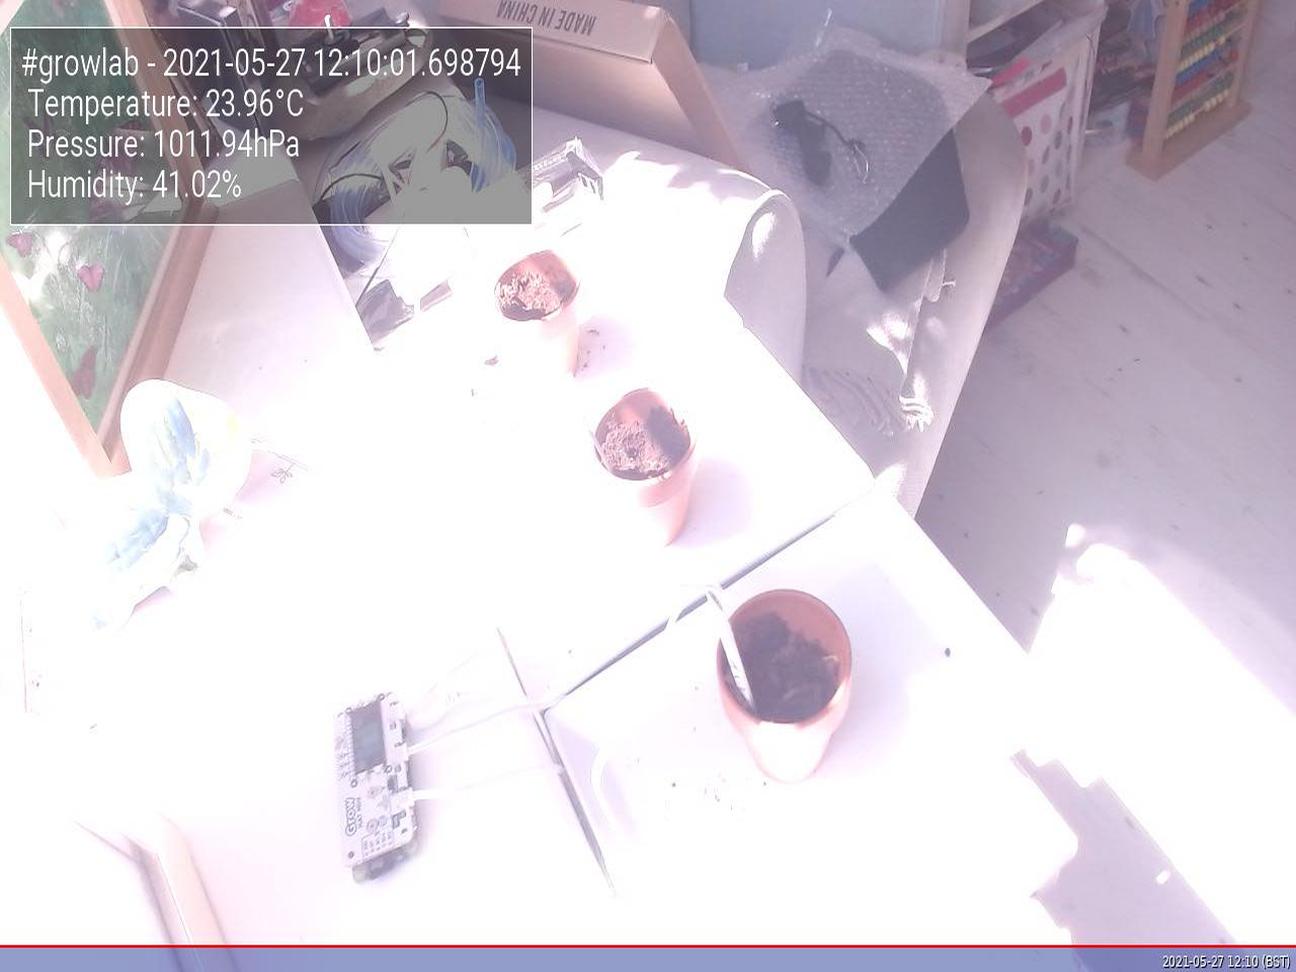 MADE IN CHINA
#growlab - 2021-05-27 12:10:01.698794
Temperature: 23.96°C
Pressure: 1011.94hPa
Humidity: 41.02%
Grow
2021-05-27 12:10 (BST)